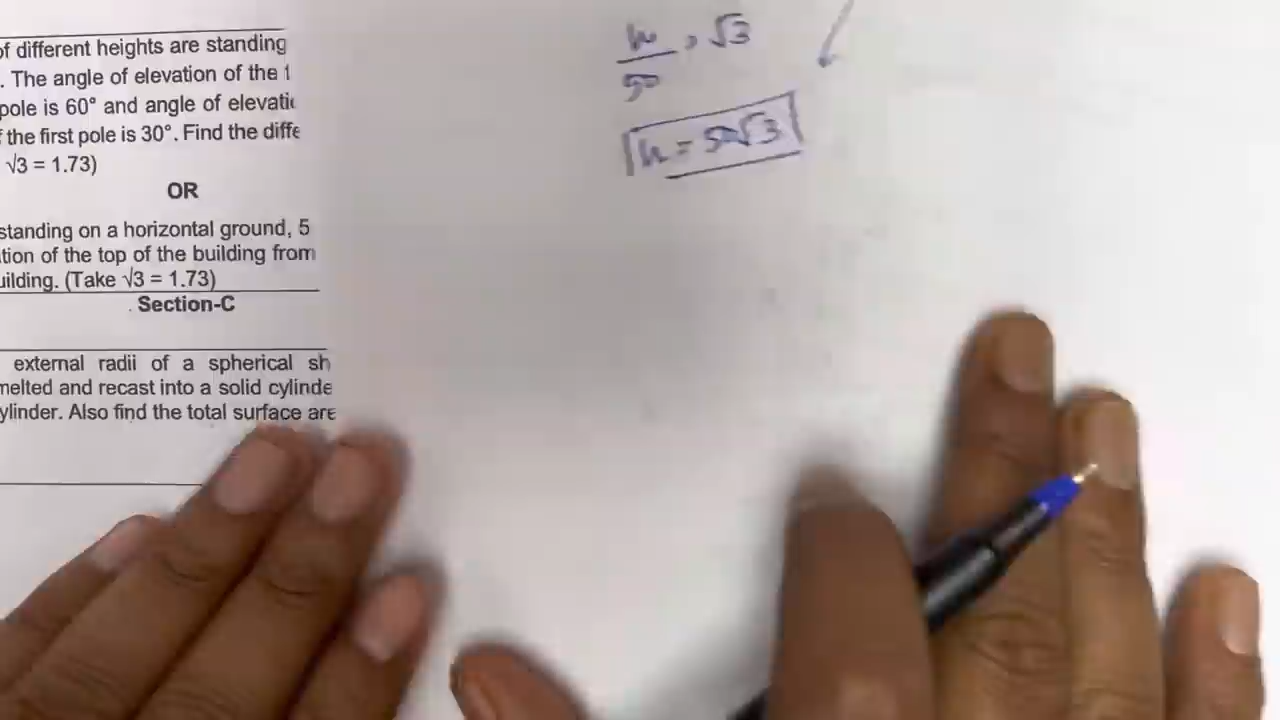 of different heights are standing
. The angle of elevation of the
pole is 60° and angle of elevati
the first pole is 30°. Find the diffe
√3 = 1.73)
OR
standing on a horizontal ground, 5
tion of the top of the building from
uilding. (Take √3 = 1.73)
Section-C
external radii of a spherical sh
melted and recast into a solid cylinde
ylinder. Also find the total surface are
h/50 = √3
h = 50√3